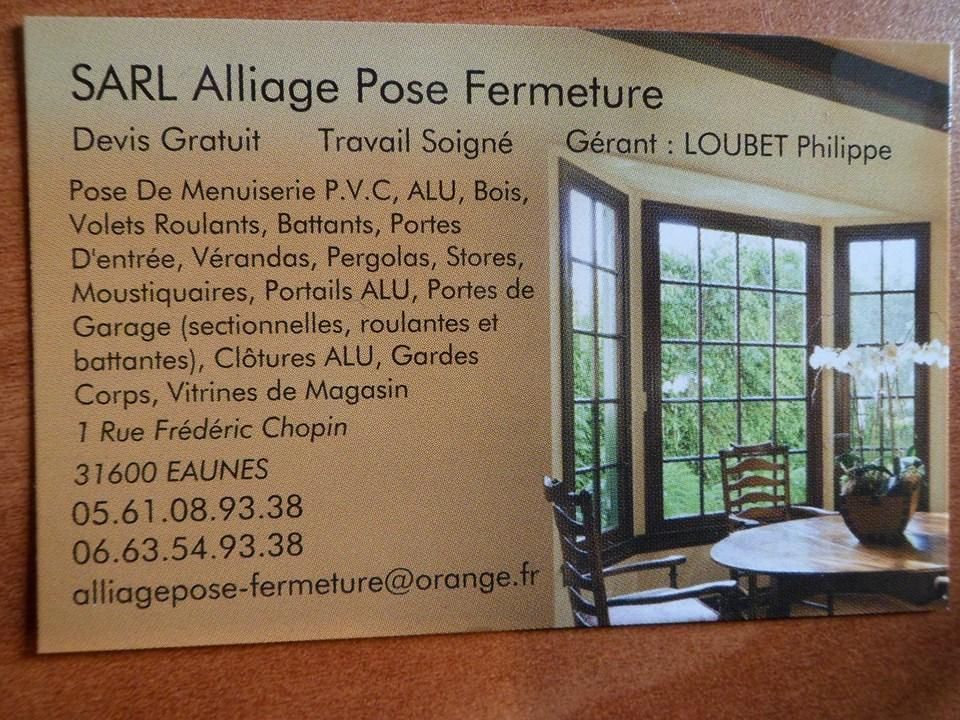 SARL Alliage Pose Fermeture
Devis Gratuit Travail Soigné Gérant : LOUBET Philippe
Pose De Menuiserie P.V.C, ALU, Bois,
Volets Roulants, Battants, Portes
D'entrée, Vérandas, Pergolas, Stores,
Moustiquaires, Portails ALU, Portes de
Garage (sectionnelles, roulantes et
battantes), Clôtures ALU, Gardes
Corps, Vitrines de Magasin
1 Rue Frédéric Chopin
31600 EAUNES
05.61.08.93.38
06.63.54.93.38
alliagepose-fermeture@orange.fr